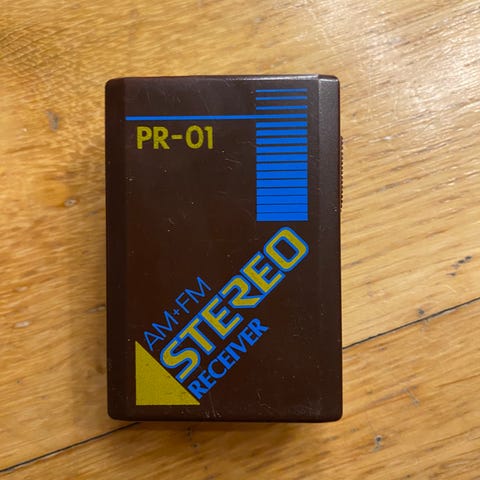 PR-01
AM+FM
STEREO
RECEIVER